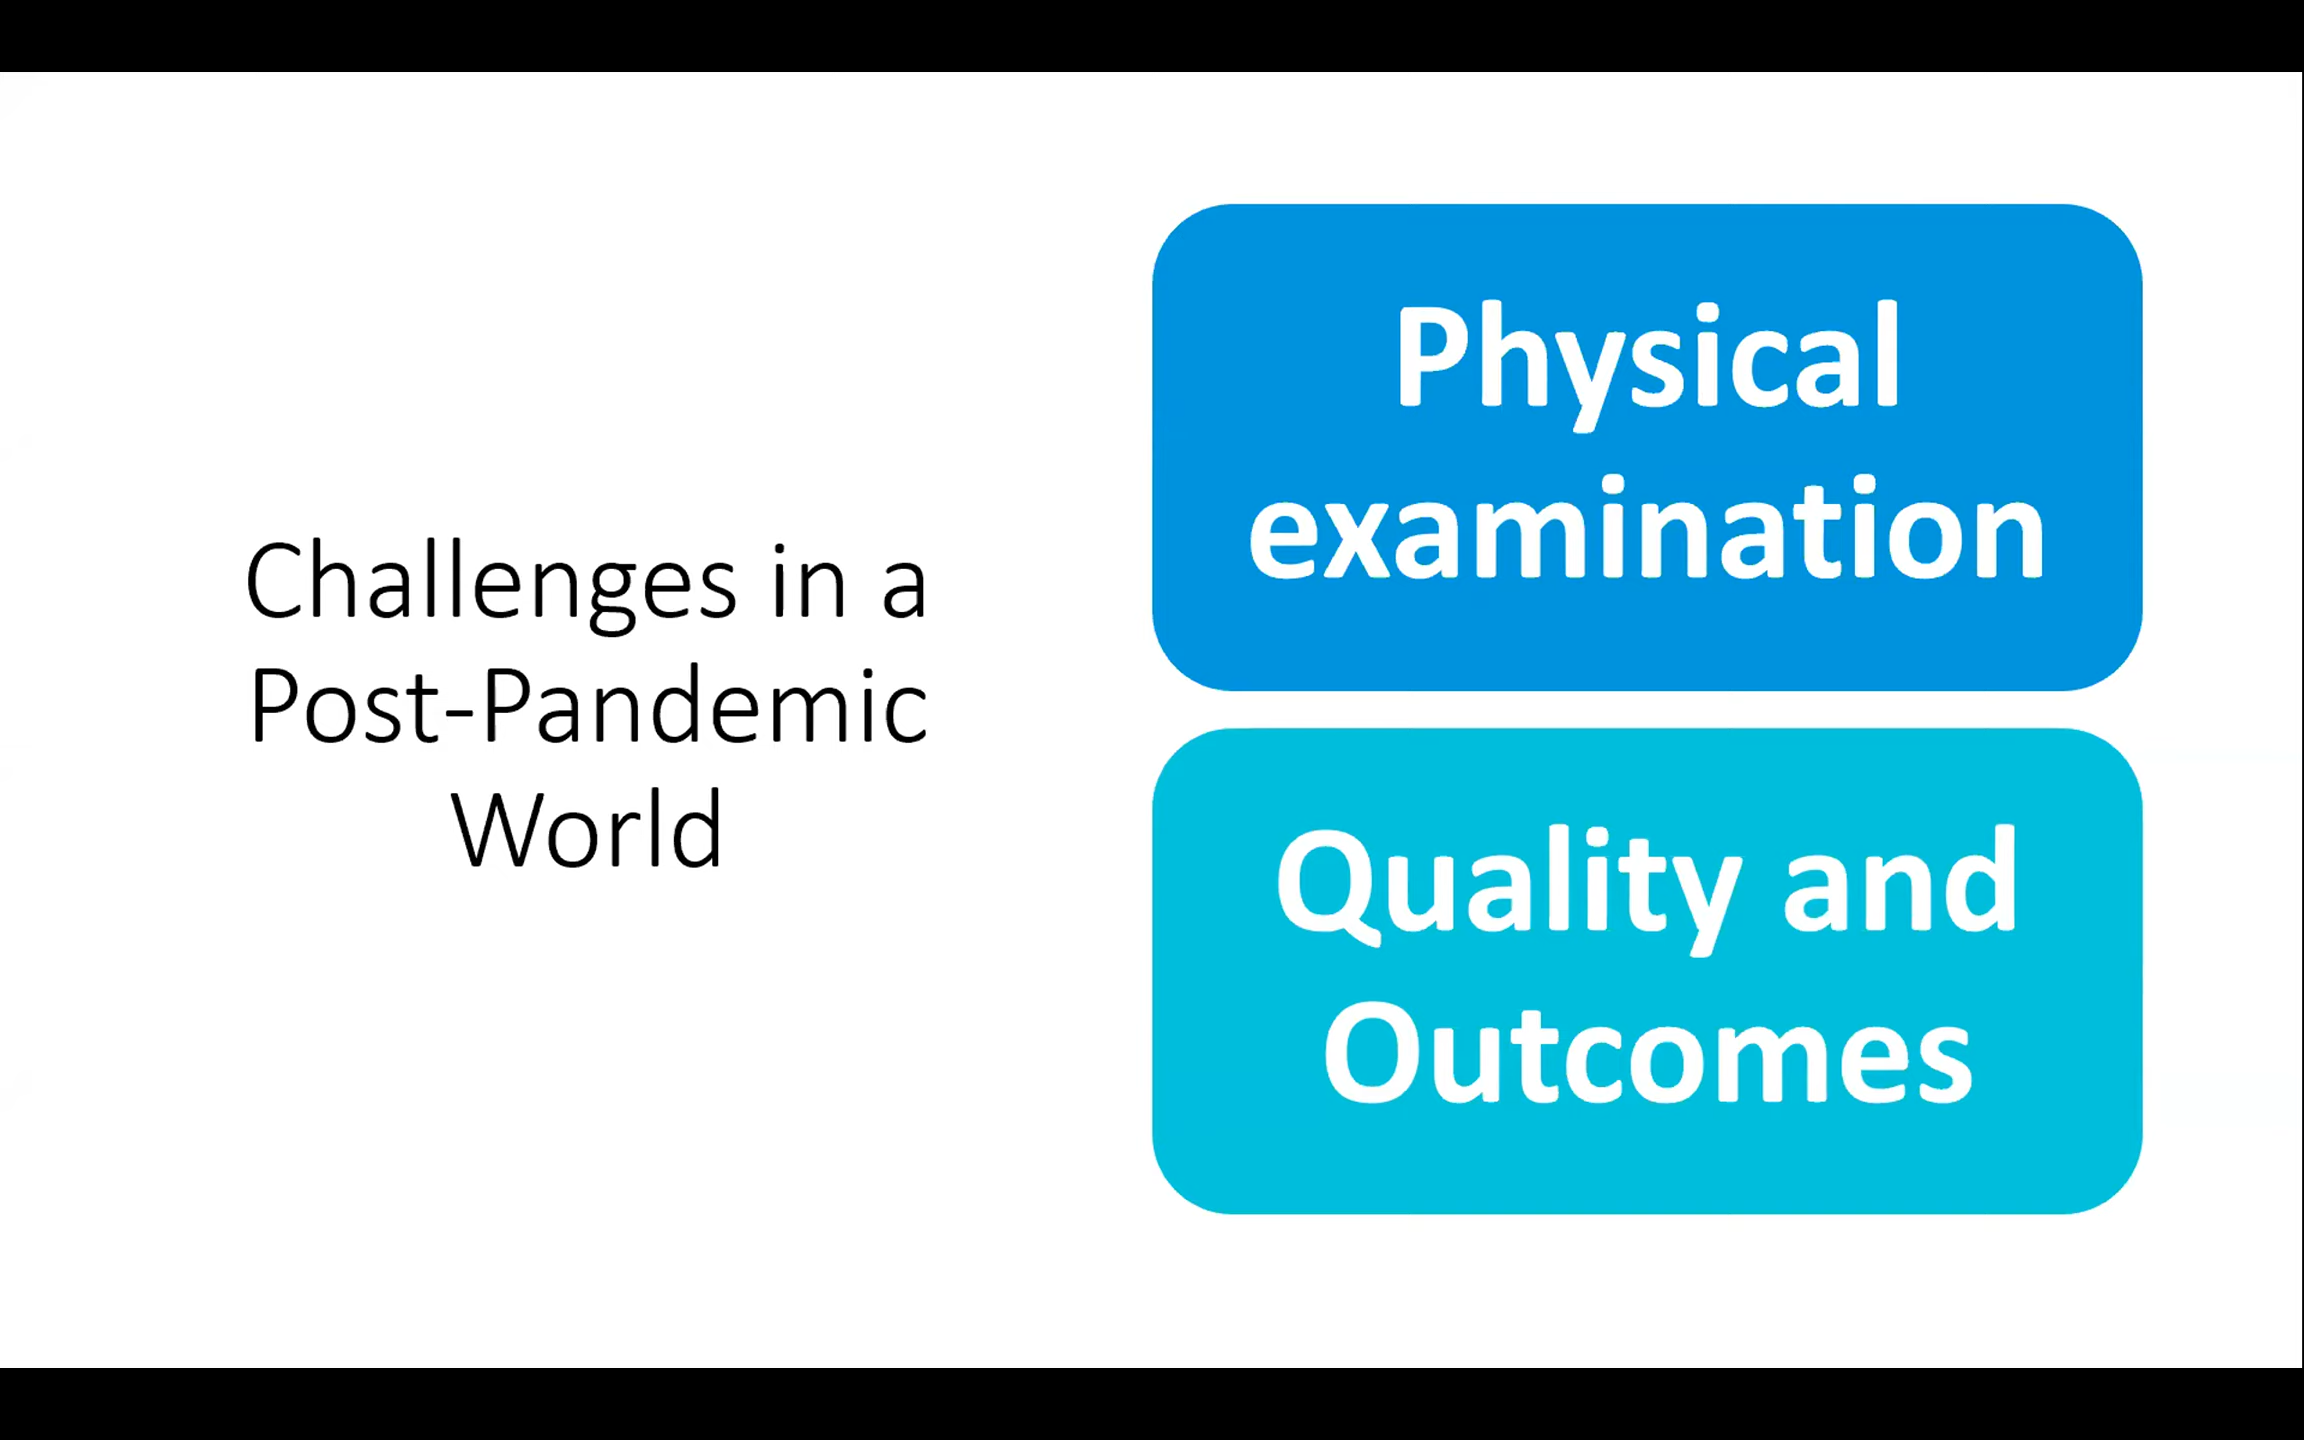 Challenges in a
Post-Pandemic
World
Physical
examination
Quality and
Outcomes